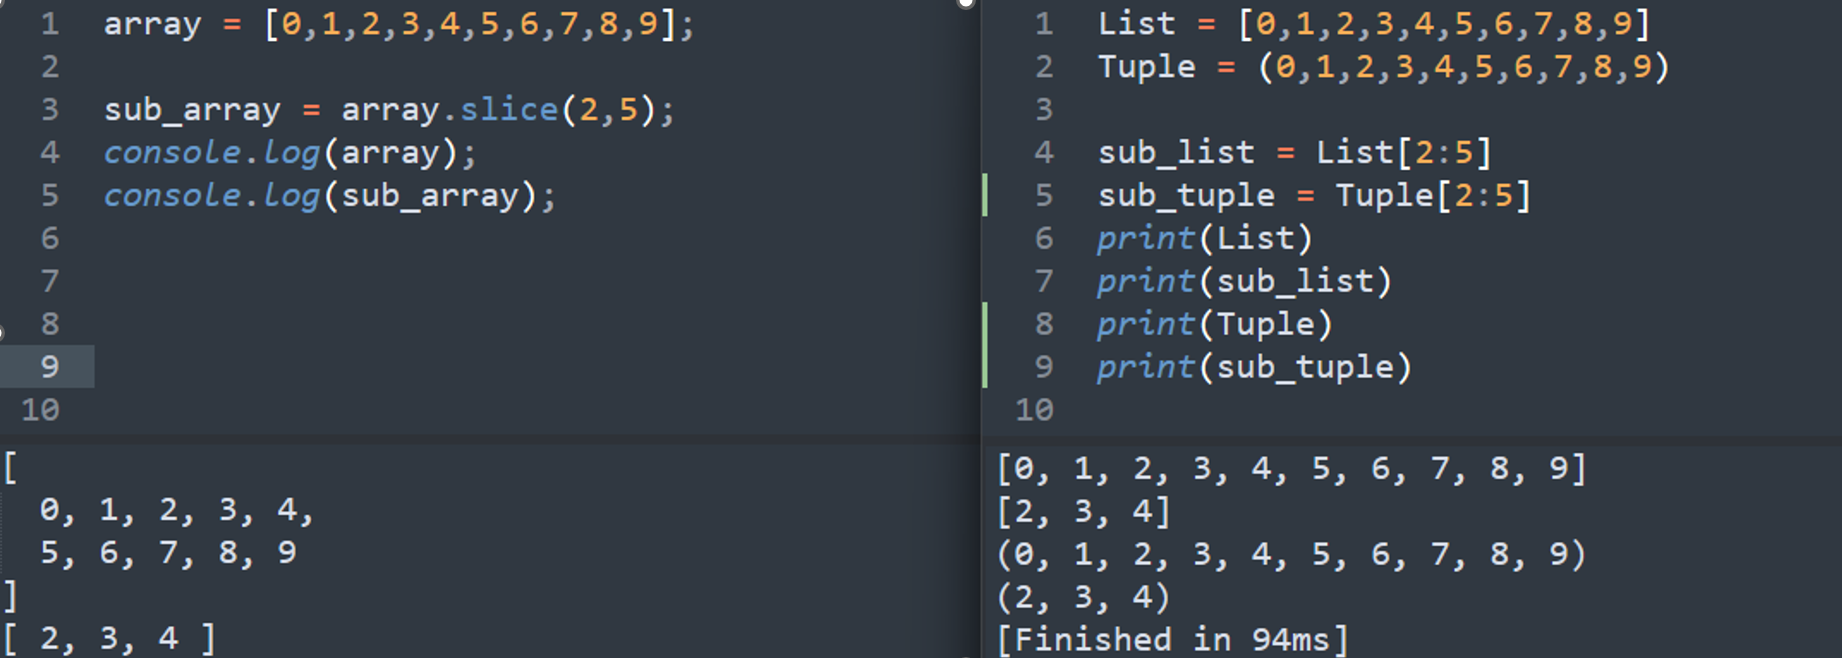 1 array = [0,1,2,3,4,5,6,7,8,9];
2
3 sub_array = array.slice(2,5);
4 console.log(array);
5 console.log(sub_array);
6
7
8
9
10
[
  0, 1, 2, 3, 4,
  5, 6, 7, 8, 9
]
[ 2, 3, 4 ]
1 List = [0,1,2,3,4,5,6,7,8,9]
2 Tuple = (0,1,2,3,4,5,6,7,8,9)
3
4 sub_list = List[2:5]
5 sub_tuple = Tuple[2:5]
6 print(List)
7 print(sub_list)
8 print(Tuple)
9 print(sub_tuple)
10
[0, 1, 2, 3, 4, 5, 6, 7, 8, 9]
[2, 3, 4]
(0, 1, 2, 3, 4, 5, 6, 7, 8, 9)
(2, 3, 4)
[Finished in 94ms]